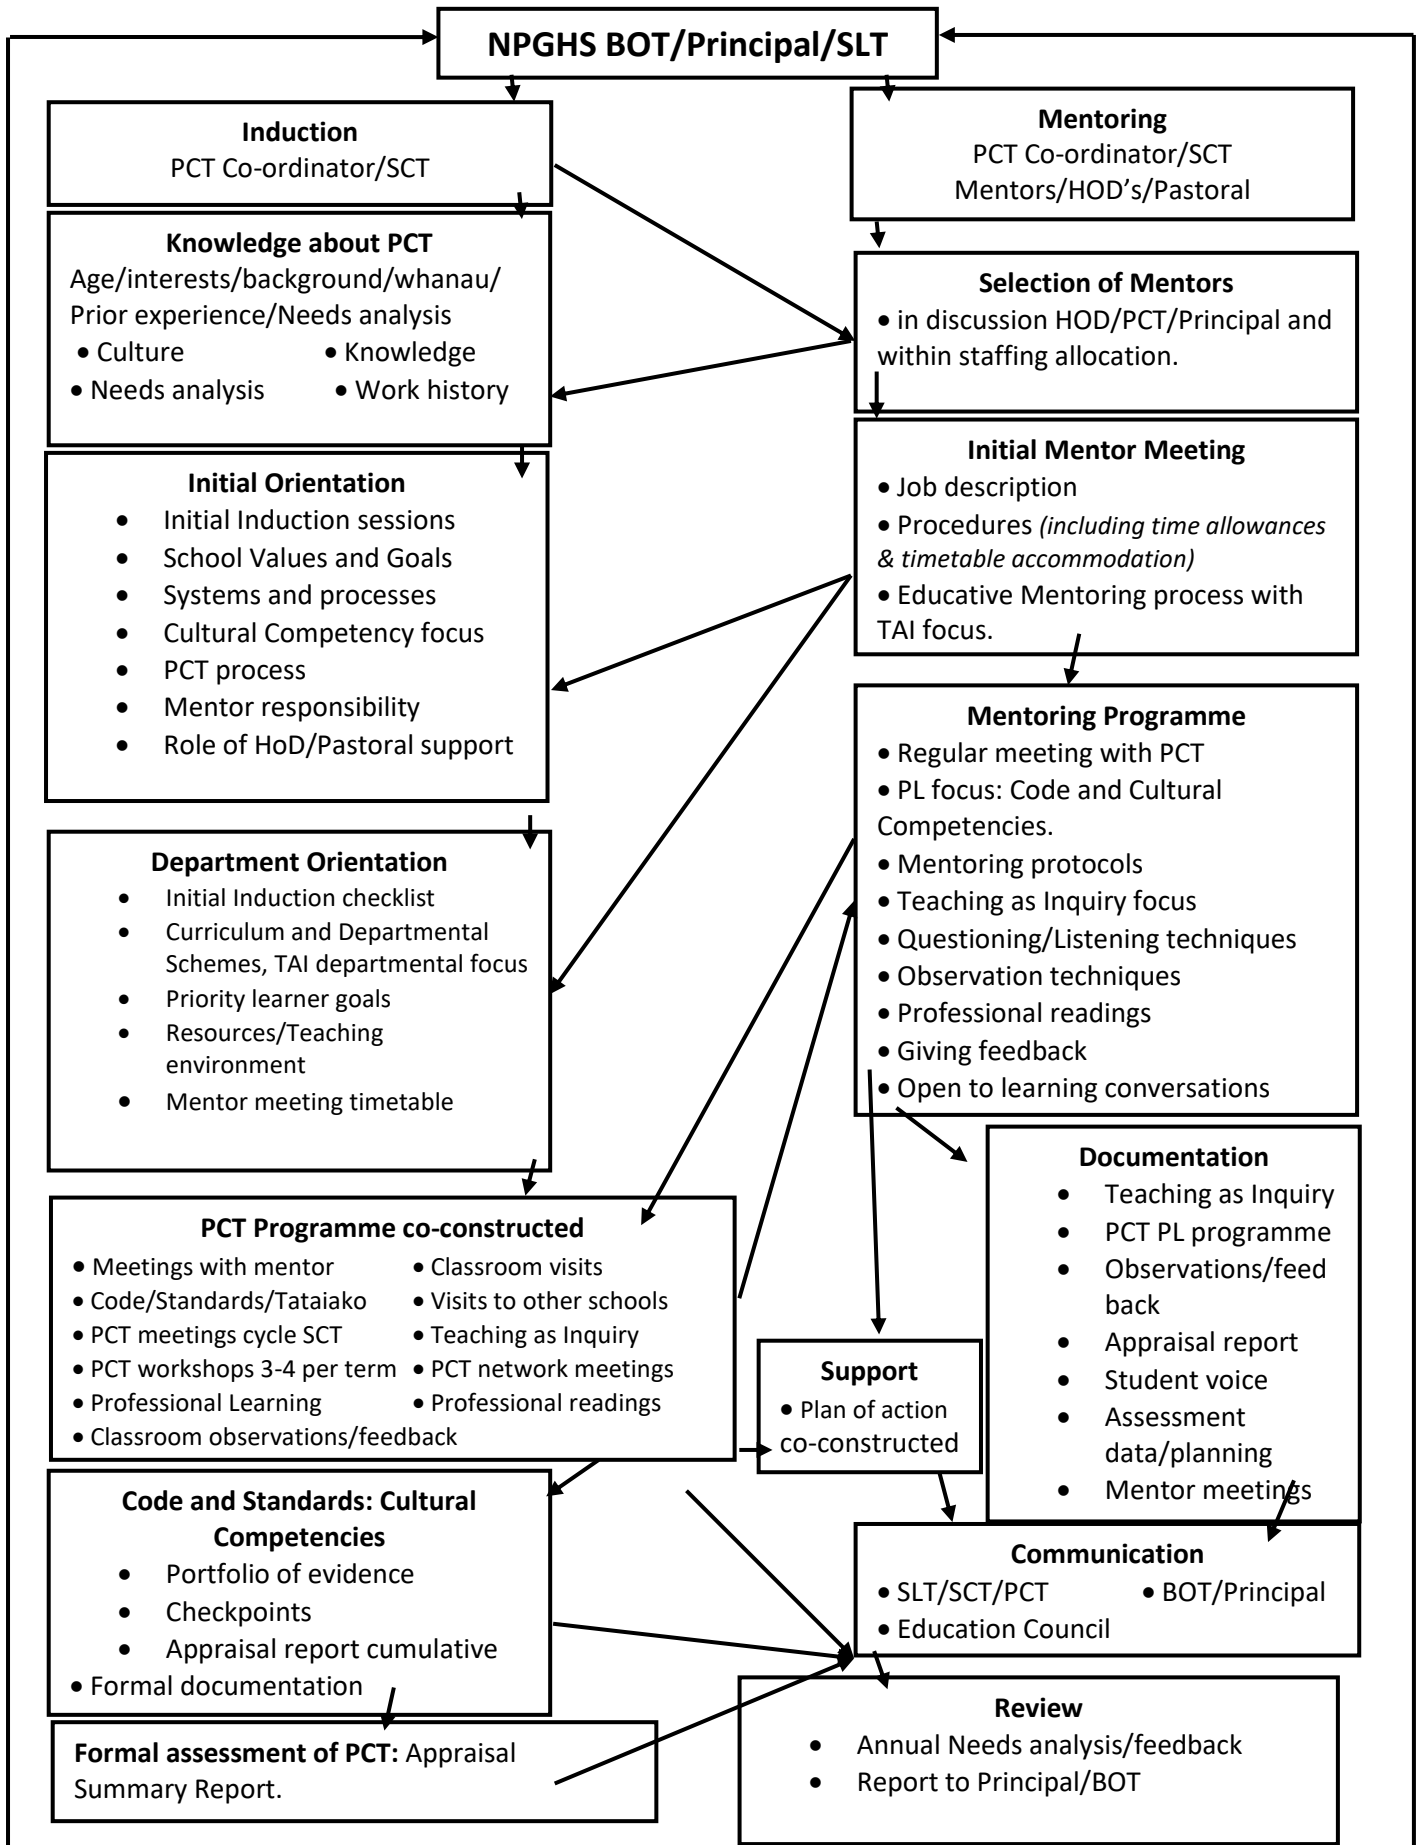 NPGHS BOT/Principal/SLT
Induction
PCT Co-ordinator/SCT
Mentoring
PCT Co-ordinator/SCT
Mentors/HOD's/Pastoral
Knowledge about PCT
Age/interests/background/whanau/
Prior experience/Needs analysis
• Culture • Knowledge
• Needs analysis • Work history
Selection of Mentors
• in discussion HOD/PCT/Principal and
within staffing allocation.
Initial Orientation
• Initial Induction sessions
• School Values and Goals
• Systems and processes
• Cultural Competency focus
• PCT process
• Mentor responsibility
• Role of HoD/Pastoral support
Initial Mentor Meeting
• Job description
• Procedures (including time allowances
& timetable accommodation)
• Educative Mentoring process with
TAI focus.
Department Orientation
• Initial Induction checklist
• Curriculum and Departmental
Schemes, TAI departmental focus
• Priority learner goals
• Resources/Teaching
environment
• Mentor meeting timetable
Mentoring Programme
• Regular meeting with PCT
• PL focus: Code and Cultural
Competencies.
• Mentoring protocols
• Teaching as Inquiry focus
• Questioning/Listening techniques
• Observation techniques
• Professional readings
• Giving feedback
• Open to learning conversations
PCT Programme co-constructed
• Meetings with mentor • Classroom visits
• Code/Standards/Tataiako • Visits to other schools
• PCT meetings cycle SCT • Teaching as Inquiry
• PCT workshops 3-4 per term • PCT network meetings
• Professional Learning • Professional readings
• Classroom observations/feedback
Support
• Plan of action
co-constructed
Documentation
• Teaching as Inquiry
• PCT PL programme
• Observations/feed
back
• Appraisal report
• Student voice
• Assessment
data/planning
• Mentor meetings
Code and Standards: Cultural
Competencies
• Portfolio of evidence
• Checkpoints
• Appraisal report cumulative
• Formal documentation
Communication
• SLT/SCT/PCT • BOT/Principal
• Education Council
Formal assessment of PCT: Appraisal
Summary Report.
Review
• Annual Needs analysis/feedback
• Report to Principal/BOT